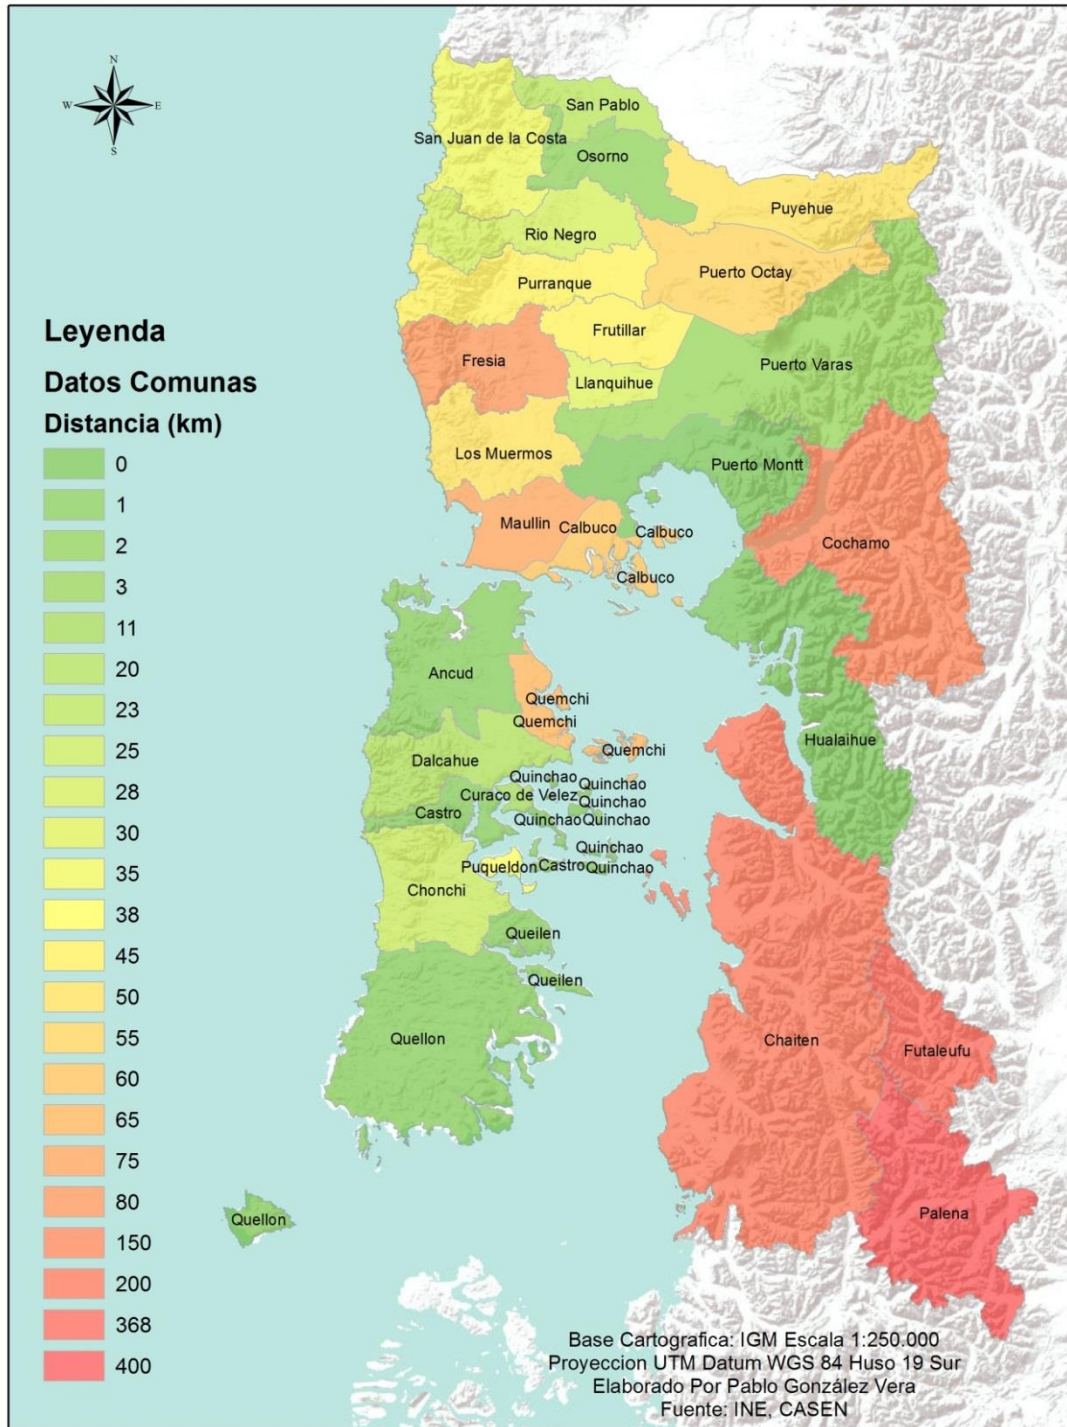 N
W E
S
San Pablo
San Juan de la Costa
Osorno
Puyehue
Rio Negro
Puerto Octay
Purranque
Frutillar
Fresia
Puerto Varas
Llanquihue
Los Muermos
Puerto Montt
Maullin
Calbuco
Calbuco
Cochamo
Calbuco
Ancud
Quemchi
Quemchi
Hualaihue
Quemchi
Dalcahue
Quinchao
Quinchao
Curaco de Velez
Quinchao
Castro
Quinchao
Quinchao
Quinchao
Puqueldon
Castro
Quinchao
Chonchi
Queilen
Queilen
Quellon
Chaiten
Futaleufu
Palena
Quellon
Leyenda
Datos Comunas
Distancia (km)
0
1
2
3
11
20
23
25
28
30
35
38
45
50
55
60
65
75
80
150
200
368
400
Base Cartografica: IGM Escala 1:250.000
Proyeccion UTM Datum WGS 84 Huso 19 Sur
Elaborado Por Pablo González Vera
Fuente: INE, CASEN